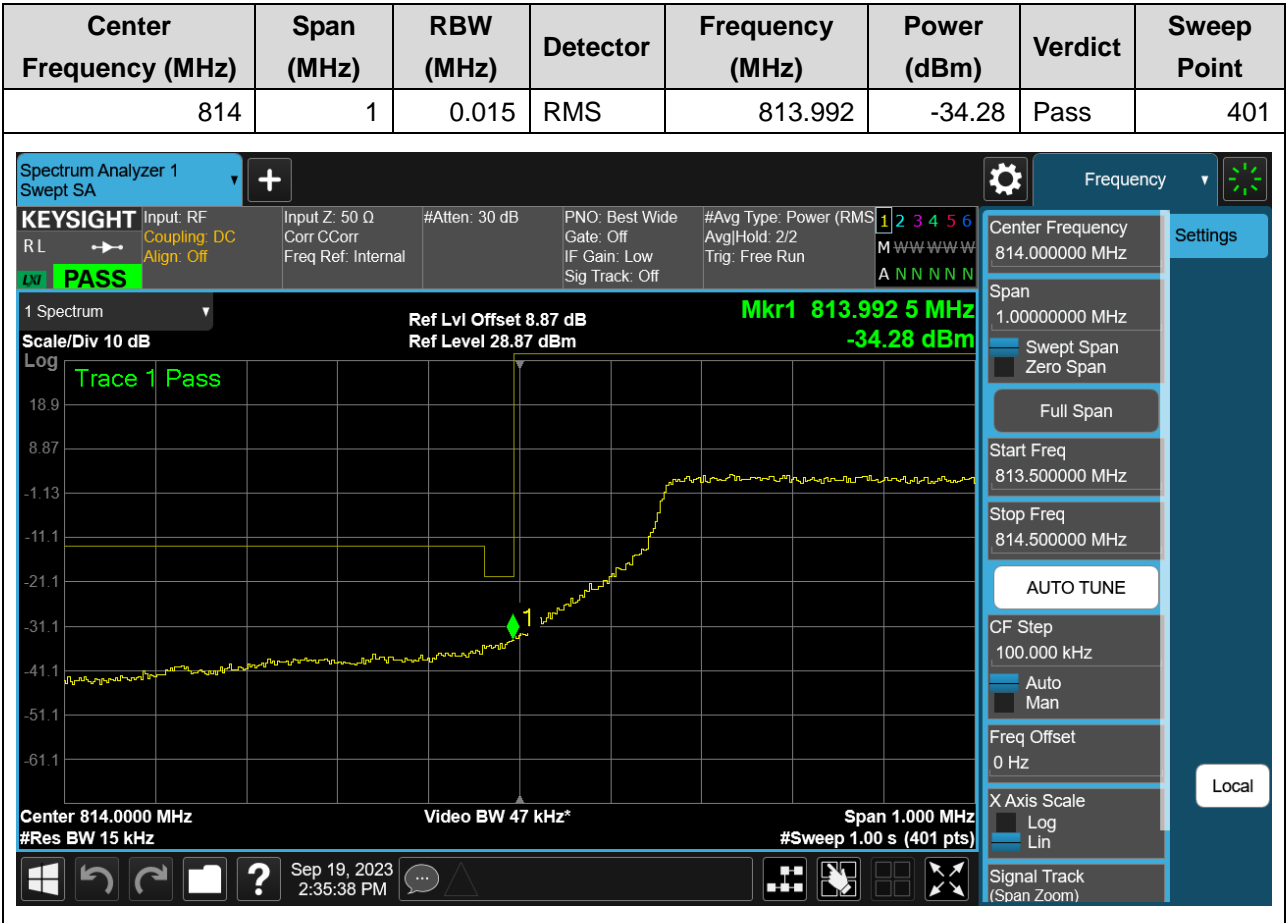 Center Frequency (MHz) Span (MHz) RBW (MHz) Detector Frequency (MHz) Power (dBm) Verdict Sweep Point
814 1 0.015 RMS 813.992 -34.28 Pass 401
Spectrum Analyzer 1
Swept SA
Frequency
KEYSIGHT
R L
LXI PASS
Input: RF
Coupling: DC
Align: Off
Input Z: 50 Ω
Corr CCorr
Freq Ref: Internal
#Atten: 30 dB
PNO: Best Wide
Gate: Off
IF Gain: Low
Sig Track: Off
#Avg Type: Power (RMS
Avg|Hold: 2/2
Trig: Free Run
1 2 3 4 5 6
M W W W W W
A N N N N N
1 Spectrum
Scale/Div 10 dB
Ref Lvl Offset 8.87 dB
Ref Level 28.87 dBm
Mkr1 813.992 5 MHz
-34.28 dBm
Log
Trace 1 Pass
18.9
8.87
-1.13
-11.1
-21.1
-31.1
-41.1
-51.1
-61.1
1
Center 814.0000 MHz
#Res BW 15 kHz
Video BW 47 kHz*
Span 1.000 MHz
#Sweep 1.00 s (401 pts)
Settings
Center Frequency
814.000000 MHz
Span
1.00000000 MHz
Swept Span
Zero Span
Full Span
Start Freq
813.500000 MHz
Stop Freq
814.500000 MHz
AUTO TUNE
CF Step
100.000 kHz
Auto
Man
Freq Offset
0 Hz
X Axis Scale
Log
Lin
Signal Track
(Span Zoom)
Local
?
Sep 19, 2023
2:35:38 PM